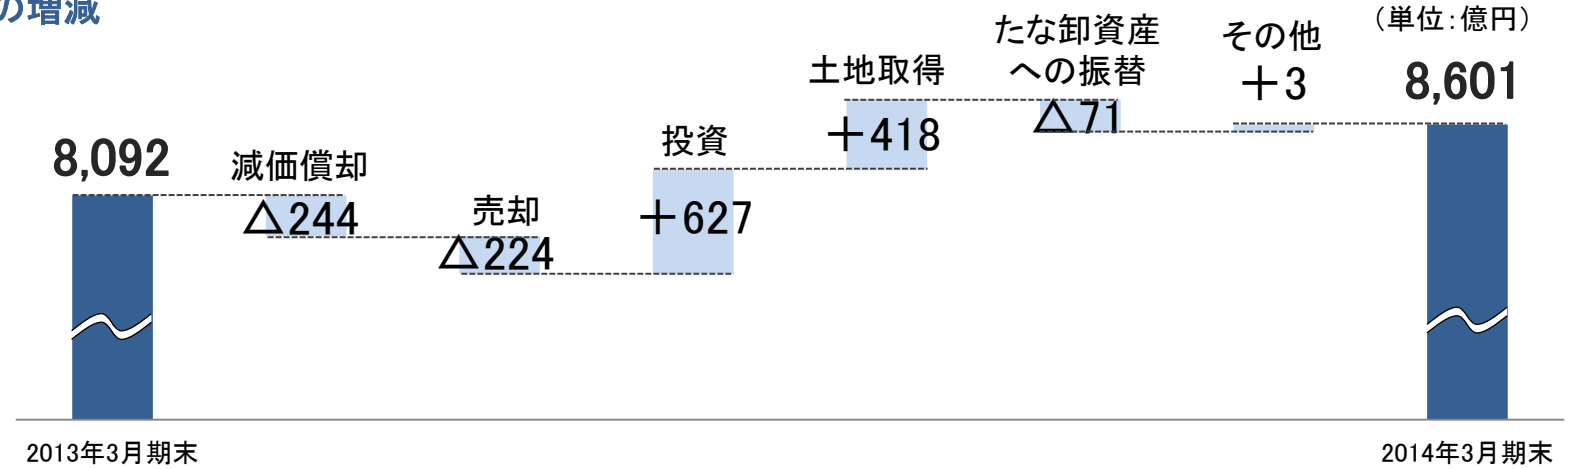 の増減
(単位:億円)
8,092
減価償却
△244
売却
△224
投資
+627
土地取得
+418
たな卸資産
への振替
△71
その他
+3
8,601
2013年3月期末
2014年3月期末